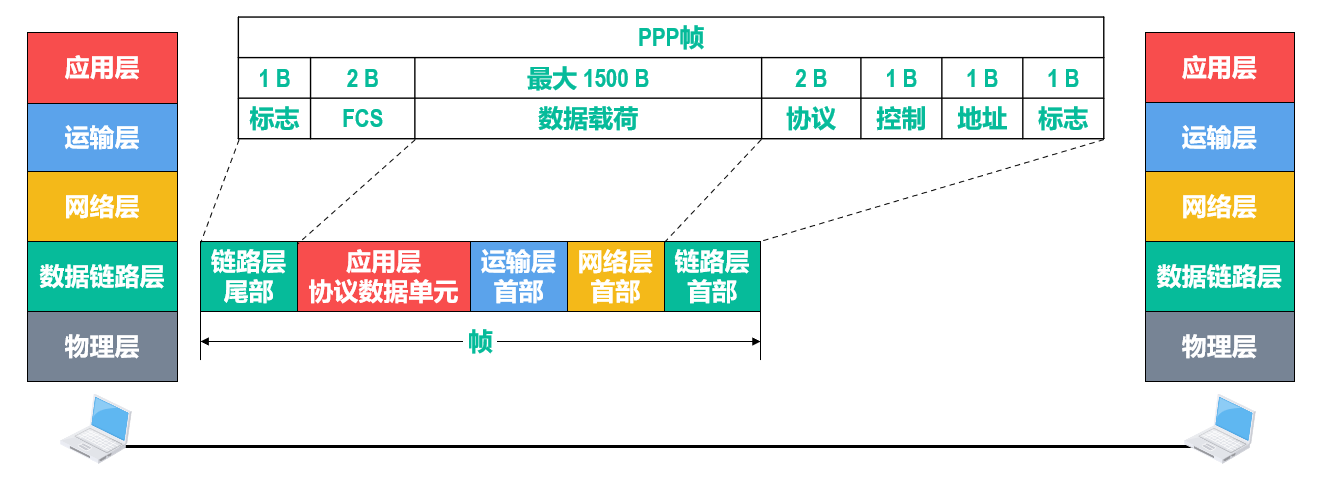 应用层
运输层
网络层
数据链路层
物理层
PPP帧
1 B 2 B 最大 1500 B 2 B 1 B 1 B 1 B
标志 FCS 数据载荷 协议 控制 地址 标志
链路层
尾部
应用层
协议数据单元
运输层
首部
网络层
首部
链路层
首部
帧
应用层
运输层
网络层
数据链路层
物理层